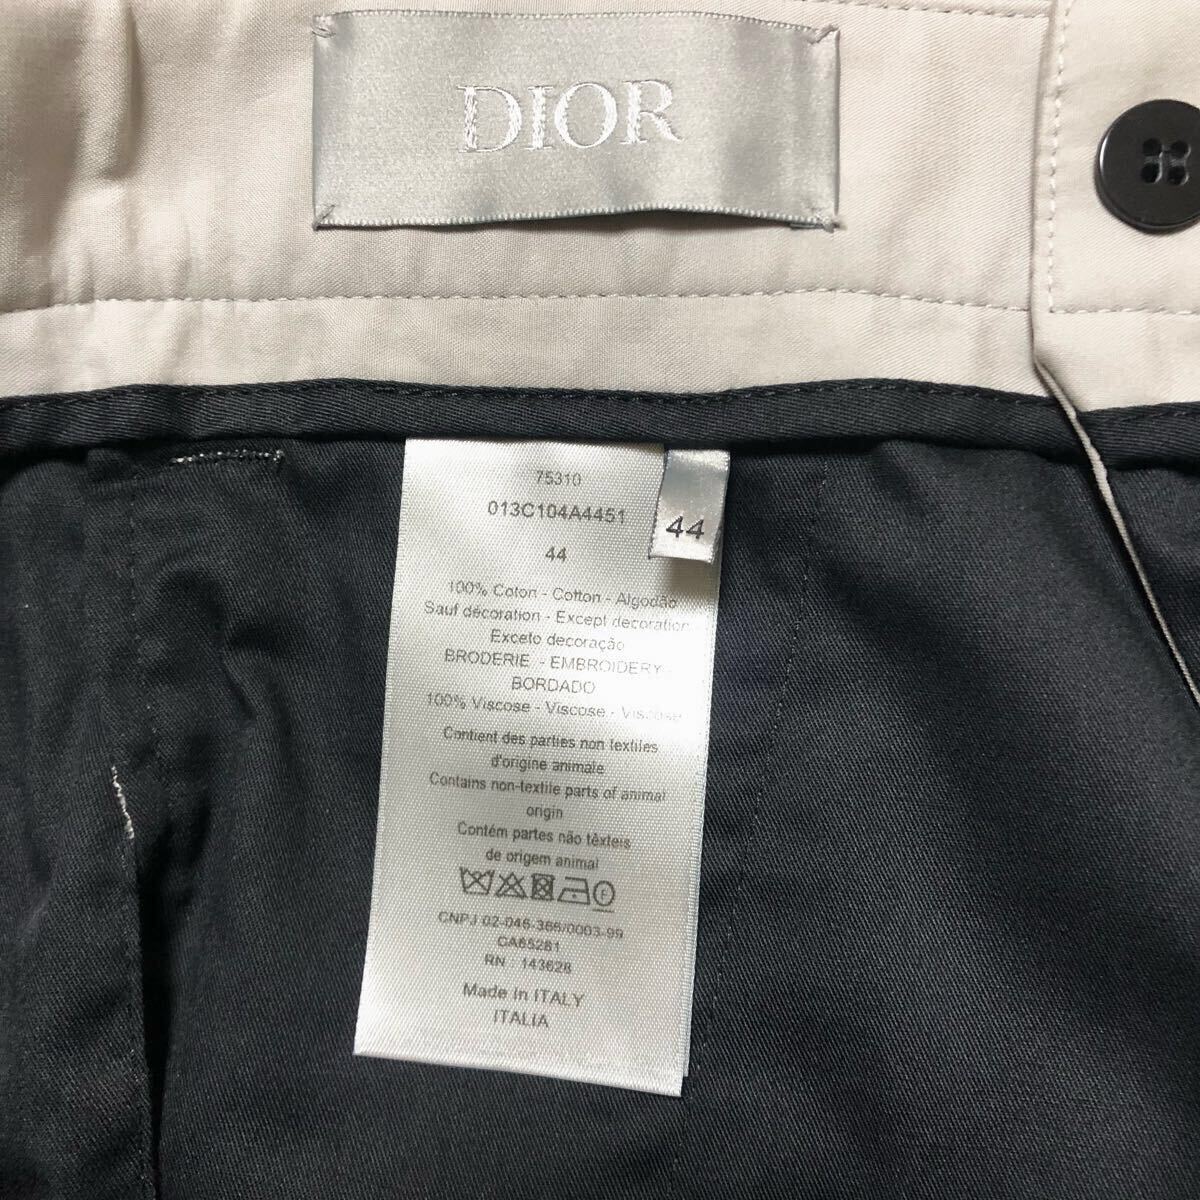 DIOR
75310
013C104A4451
44
44
100% Coton - Cotton - Algodão
Sauf décoration - Except decoration
Exceto decoração
BRODERIE - EMBROIDERY -
BORDADO
100% Viscose - Viscose - Viscose
Contient des parties non textiles
d'origine animale
Contains non-textile parts of animal
origin
Contém partes não têxteis
de origem animal
F
CNPJ 02-046-366/0003-99
CA65281
RN : 143628
Made in ITALY
ITALIA